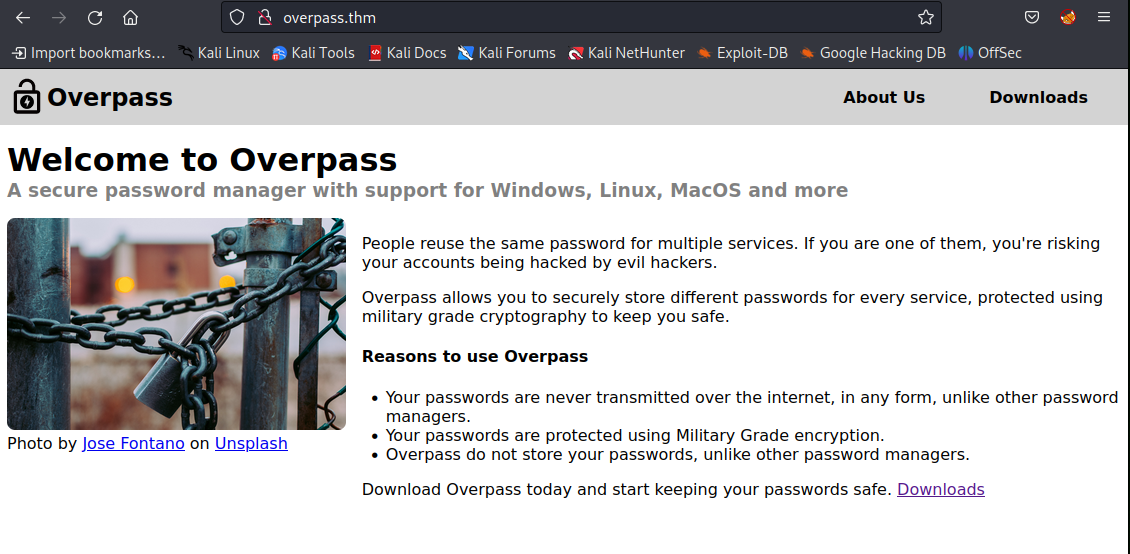 overpass.thm
Import bookmarks... Kali Linux Kali Tools Kali Docs Kali Forums Kali NetHunter Exploit-DB Google Hacking DB OffSec
Overpass About Us Downloads
Welcome to Overpass
A secure password manager with support for Windows, Linux, MacOS and more
People reuse the same password for multiple services. If you are one of them, you're risking
your accounts being hacked by evil hackers.
Overpass allows you to securely store different passwords for every service, protected using
military grade cryptography to keep you safe.
Reasons to use Overpass
• Your passwords are never transmitted over the internet, in any form, unlike other password
managers.
• Your passwords are protected using Military Grade encryption.
• Overpass do not store your passwords, unlike other password managers.
Photo by Jose Fontano on Unsplash
Download Overpass today and start keeping your passwords safe. Downloads